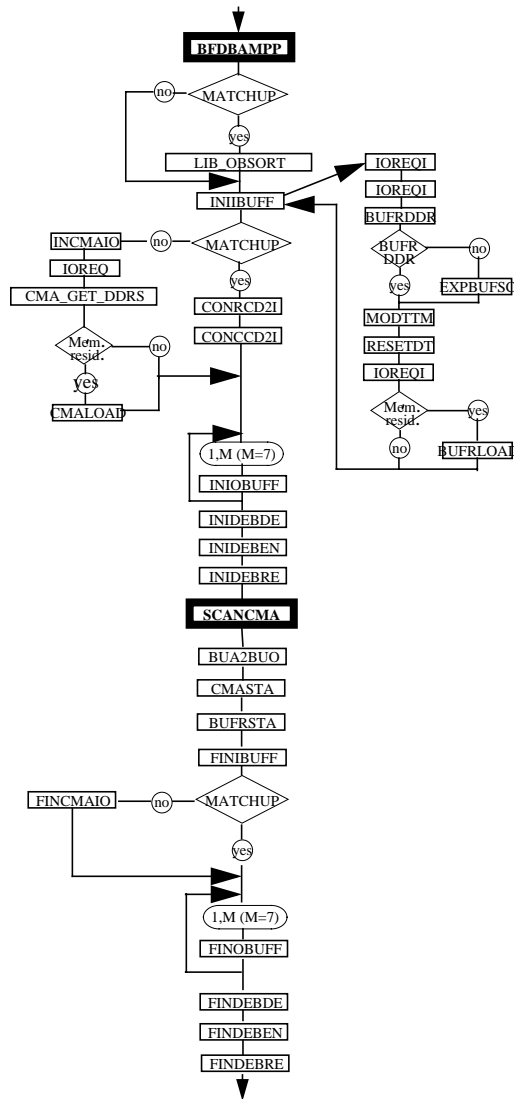 BFDBAMPP
no
MATCHUP
yes
LIB_OBSORT
INIIBUFF
IOREQI
IOREQI
BUFRDDR
BUFR
DDR
no
yes
EXPBUFSC
MODTTM
RESETDT
IOREQI
Mem.
resid.
yes
no
BUFRLOAD
INCMAIO
no
MATCHUP
IOREQ
yes
CMA_GET_DDRS
CONRCD2I
CONCCD2I
Mem.
resid.
no
yes
CMALOAD
1,M (M=7)
INIOBUFF
INIDEBDE
INIDEBEN
INIDEBRE
SCANCMA
BUA2BUO
CMASTA
BUFRSTA
FINIBUFF
FINCMAIO
no
MATCHUP
yes
1,M (M=7)
FINOBUFF
FINDEBDE
FINDEBEN
FINDEBRE